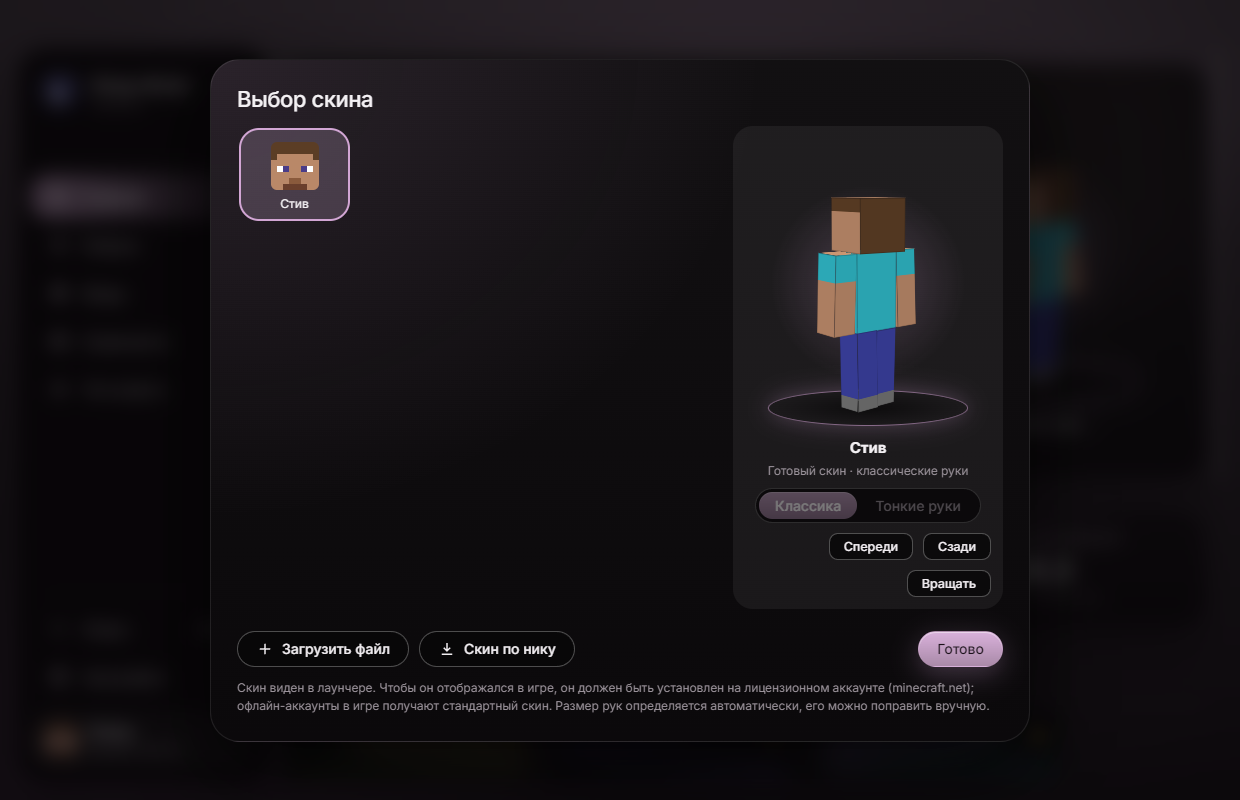 Выбор скина
Стив
Стив
Готовый скин · классические руки
Классика Тонкие руки
Спереди Сзади
Вращать
Загрузить файл Скин по нику Готово
Скин виден в лаунчере. Чтобы он отображался в игре, он должен быть установлен на лицензионном аккаунте (minecraft.net);
офлайн-аккаунты в игре получают стандартный скин. Размер рук определяется автоматически, его можно поправить вручную.